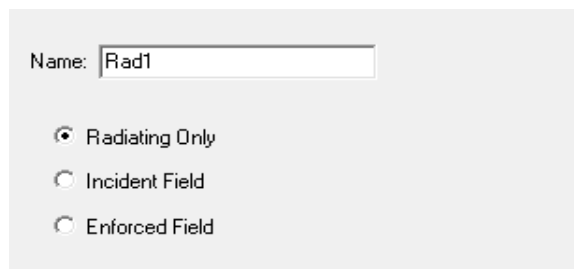 Name: Rad1
Radiating Only
Incident Field
Enforced Field